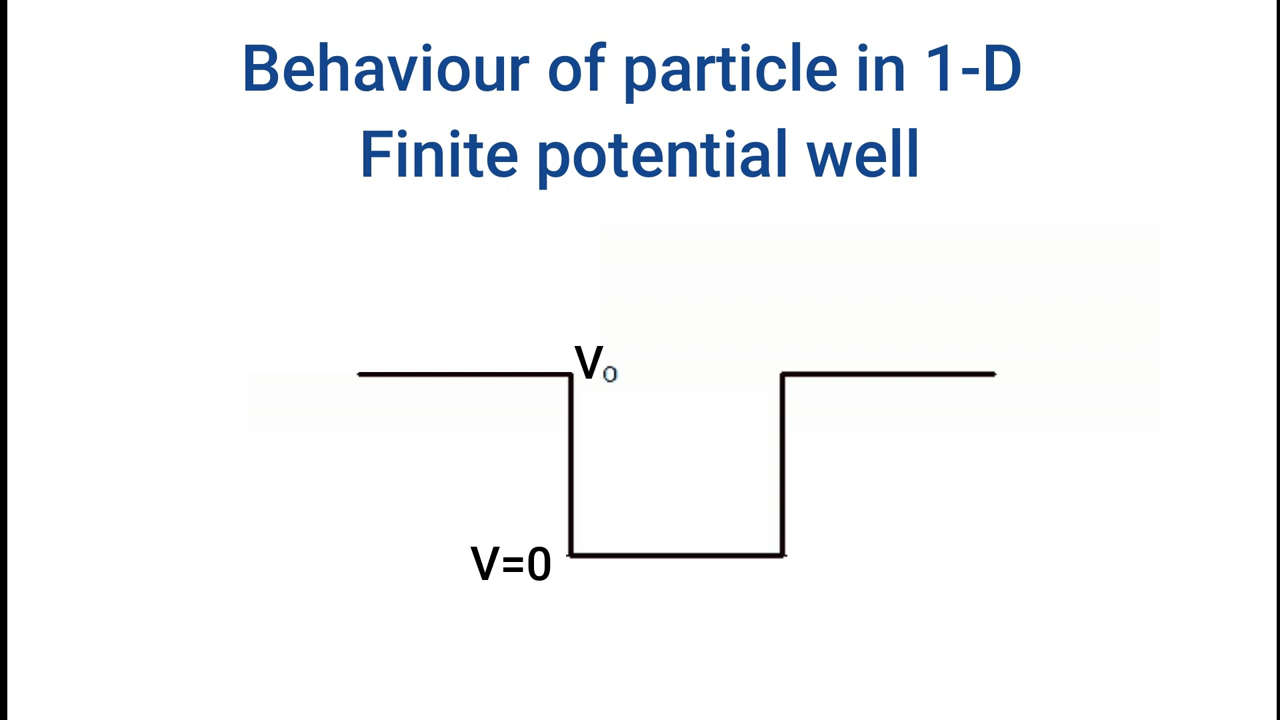 Behaviour of particle in 1-D
Finite potential well
V₀
V=0